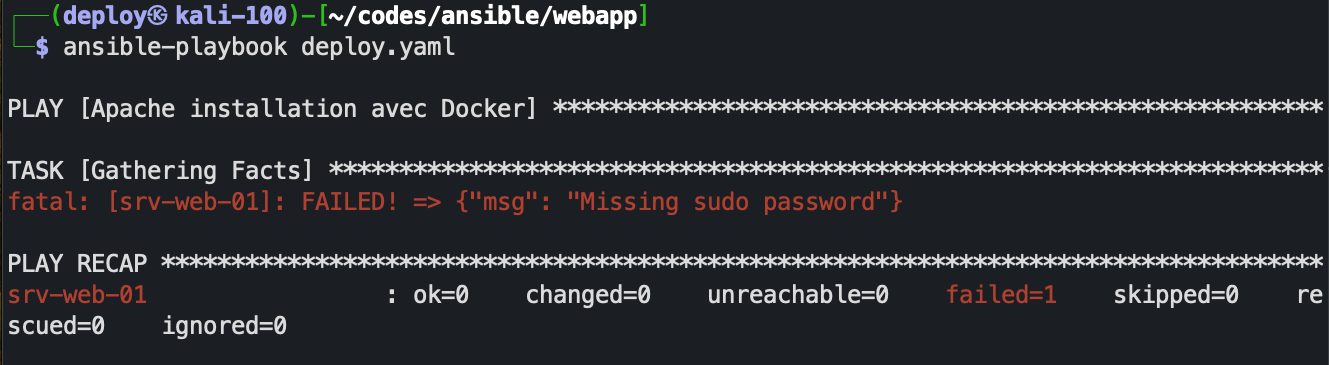 ┌──(deploy㉿kali-100)-[~/codes/ansible/webapp]
└─$ ansible-playbook deploy.yaml
PLAY [Apache installation avec Docker] *******************************************************
TASK [Gathering Facts] ***********************************************************************
fatal: [srv-web-01]: FAILED! => {"msg": "Missing sudo password"}
PLAY RECAP ***********************************************************************************
srv-web-01                 : ok=0    changed=0    unreachable=0    failed=1    skipped=0    re
scued=0    ignored=0